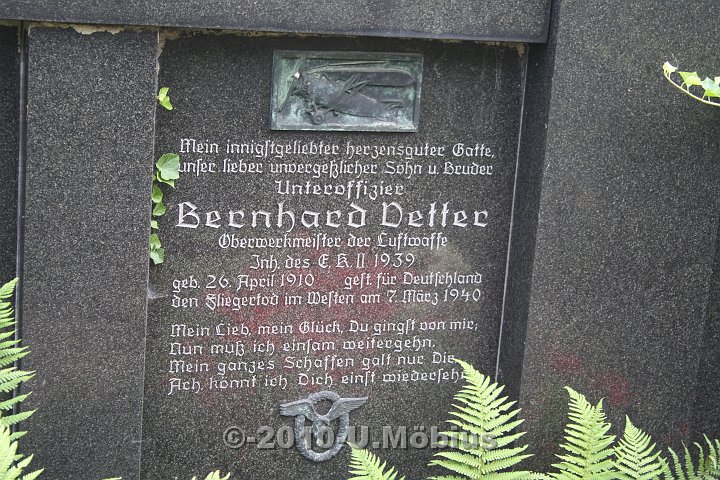 Mein innigstgeliebter herzensguter Gatte,
unser lieber unvergeßlicher Sohn u. Bruder
Unteroffizier
Bernhard Vetter
Oberwerkmeister der Luftwaffe
Inh. des E. K. II 1939
geb. 26. April 1910 gest für Deutschland
den Fliegertod im Westen am 7. März 1940
Mein Lieb, mein Glück, Du gingst von mir;
Nun muß ich einsam weitergehn.
Mein ganzes Schaffen galt nur Dir
Ach, könnt ich Dich einst wiedersehn
©-2010-U.Möbius